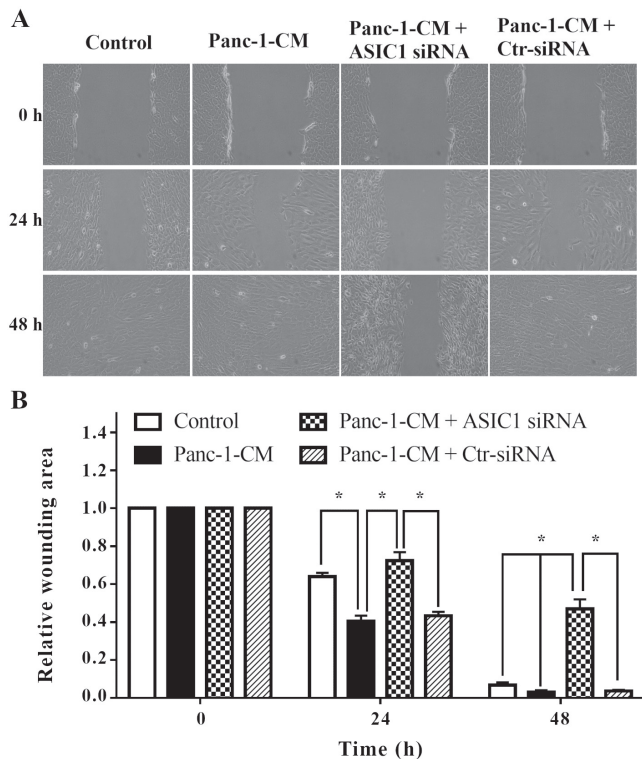 A
Control
Panc-1-CM
Panc-1-CM +
ASIC1 siRNA
Panc-1-CM +
Ctr-siRNA
0 h
24 h
48 h
B
Control
Panc-1-CM + ASIC1 siRNA
Panc-1-CM
Panc-1-CM + Ctr-siRNA
Relative wounding area
1.4
1.0
0.8
0.6
0.4
0.2
0.0
* * *
* *
0 24 48
Time (h)